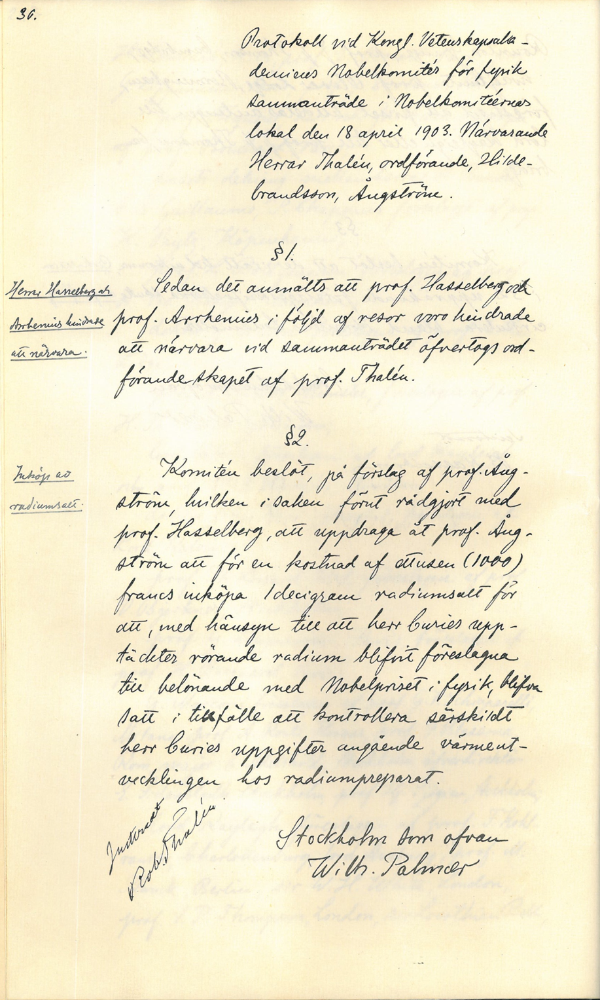 36.
Protokoll vid Kongl. Vetenskapsaka-
demiens Nobelkomités för fysik
sammanträde i Nobelkomitéernas
lokal den 18 april 1903. Närvarande
Herrar Thalén, ordförande, Hilde-
brandsson, Ångström.
§1.
Herrar Hasselberg och
Arrhenius hindrade
att närvara.
Sedan det anmälts att prof. Hasselberg och
prof. Arrhenius i följd af resor voro hindrade
att närvara vid sammanträdet öfvertogs ord-
förandeskapet af prof. Thalén.
§2.
Inköp av
radiumsalt.
Komitén beslöt, på förslag af prof. Ång-
ström, hvilken i saken förut rådgjort med
prof. Hasselberg, att uppdraga åt prof. Ång-
ström att för en kostnad af ettusen (1000)
francs inköpa 1 decigram radiumsalt för
att, med hänsyn till att herr Curies upp-
täckter rörande radium blifvit föreslagna
till belönande med Nobelpriset i fysik, blifva
satt i tillfälle att kontrollera särskildt
herr Curies uppgifter angående värment-
vecklingen hos radiumpreparat.
Stockholm som ofvan
Wilh. Palmær
Justerat
Rob. Thalén